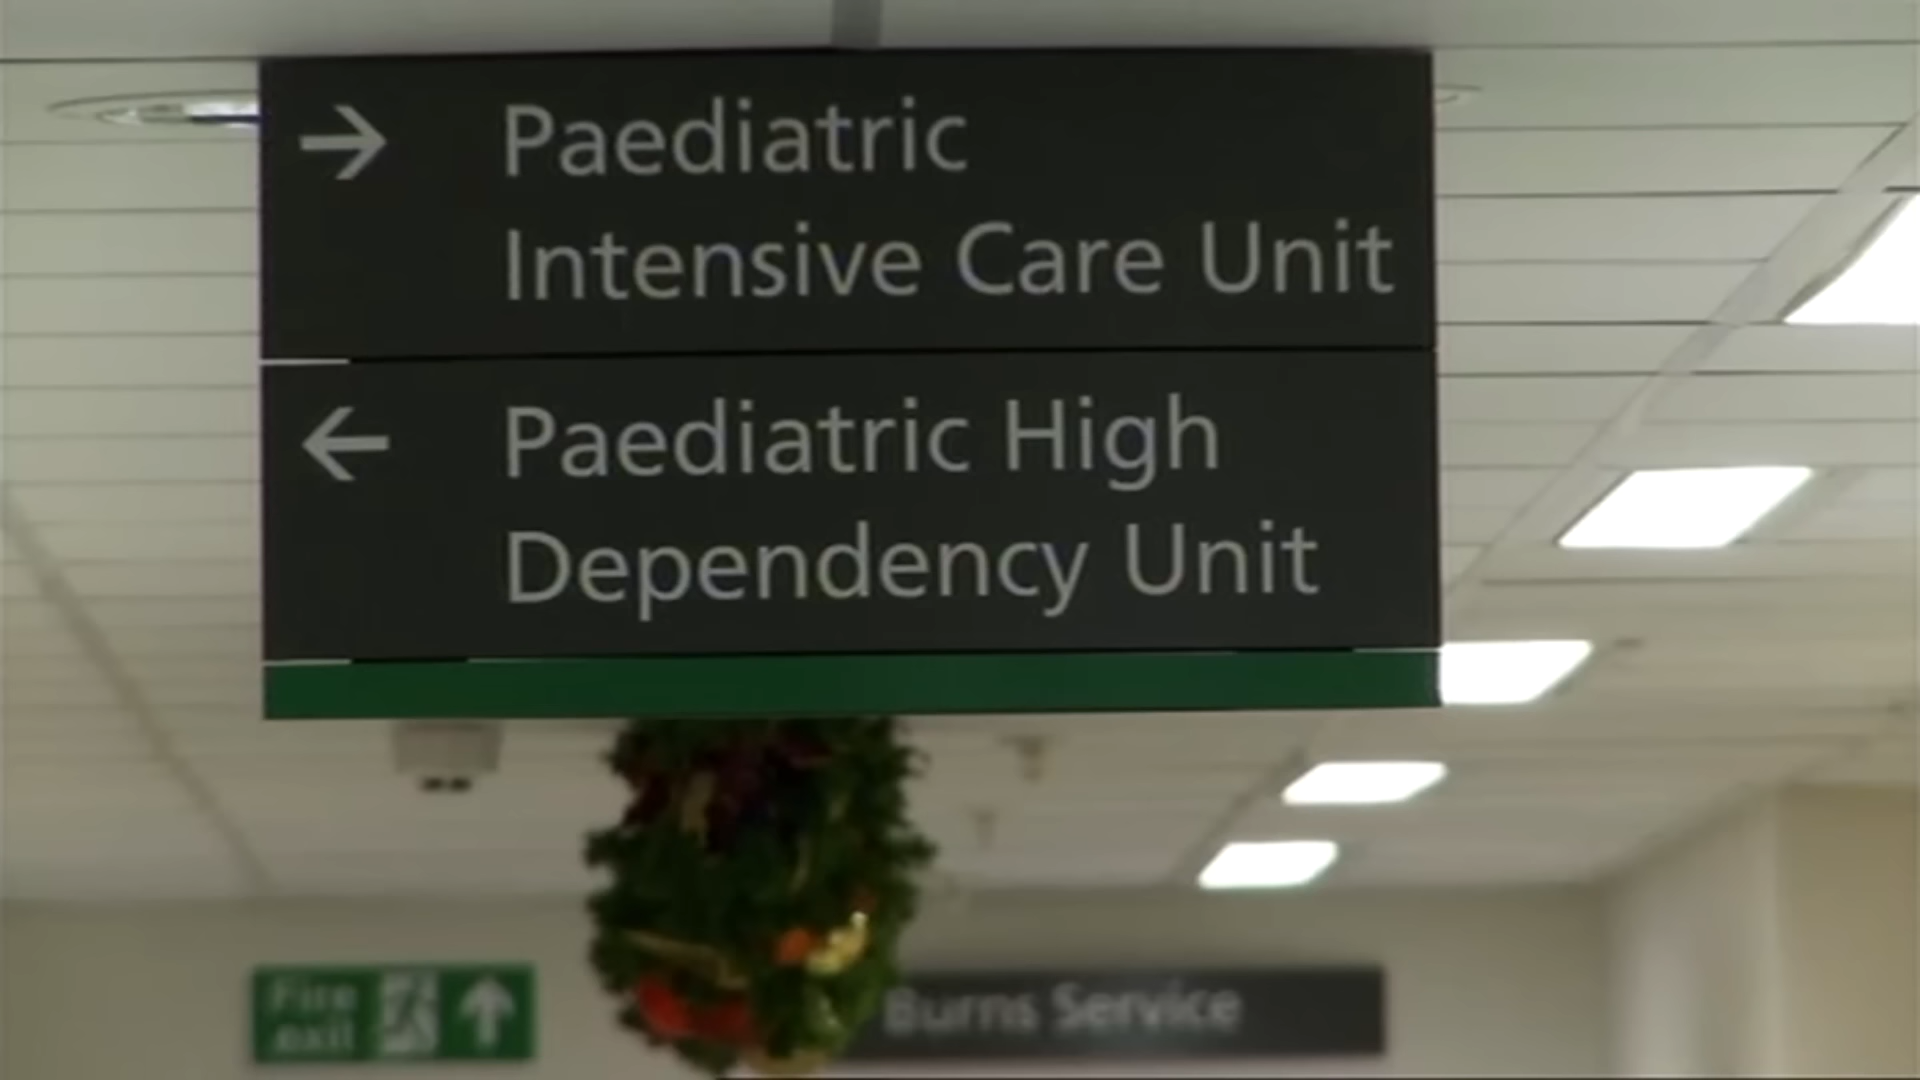 Paediatric
Intensive Care Unit
Paediatric High
Dependency Unit
Fire
exit
Burns Service